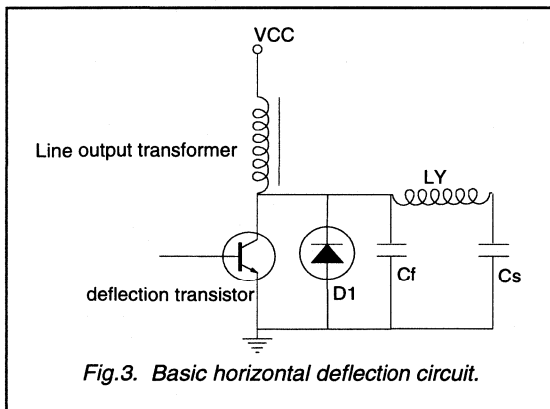 VCC
Line output transformer
LY
deflection transistor
D1
Cf
Cs
Fig.3. Basic horizontal deflection circuit.